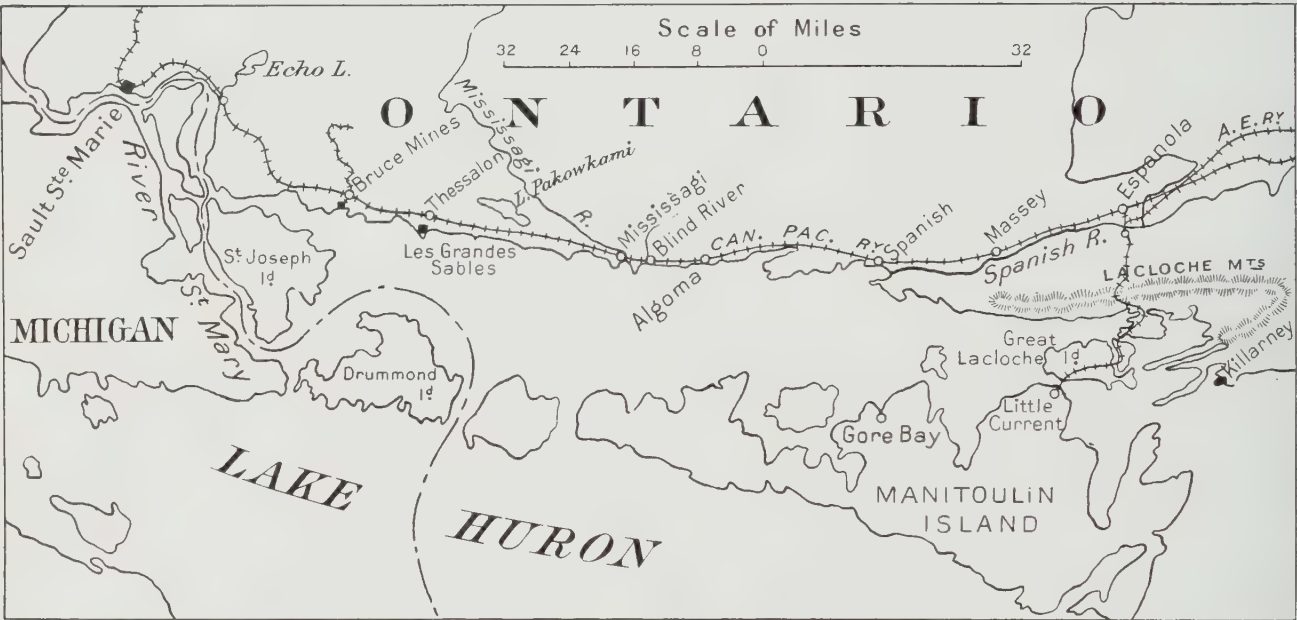 Scale of Miles
32 24 16 8 0 32
Echo L.
ONTARIO
Mississagi
R.
Sault Ste. Marie
River
St. Mary
Bruce Mines
Thessalon
L. Pakowkami
Les Grandes
Sables
Mississagi
Blind River
Algoma
CAN. PAC. RY.
Spanish
Massey
Spanish R.
Espanola
A.E. RY
LACLOCHE MTS
St. Joseph
Id
MICHIGAN
Drummond
Id
Great
Lacloche Id
Killarney
Little
Current
Gore Bay
MANITOULIN
ISLAND
LAKE
HURON